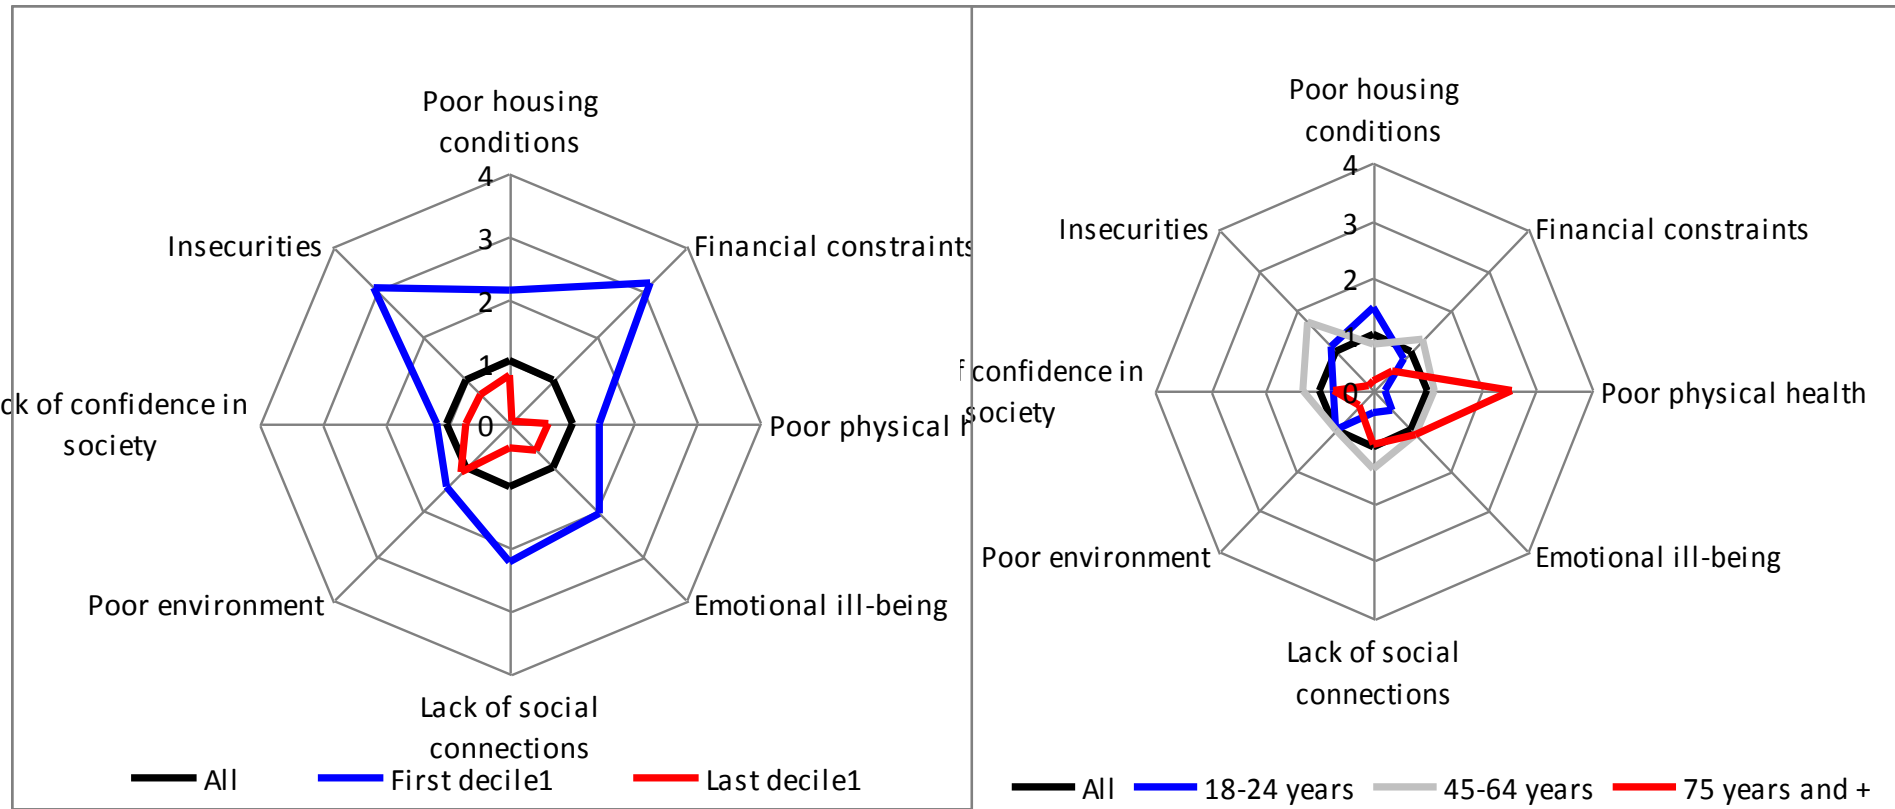 Poor housing
conditions
4
3
2
1
0
Insecurities
Financial constraints
ck of confidence in
society
Poor physical h
Poor environment
Emotional ill-being
Lack of social
connections
All
First decile1
Last decile1
Poor housing
conditions
4
3
2
1
0
Insecurities
Financial constraints
f confidence in
society
Poor physical health
Poor environment
Emotional ill-being
Lack of social
connections
All
18-24 years
45-64 years
75 years and +